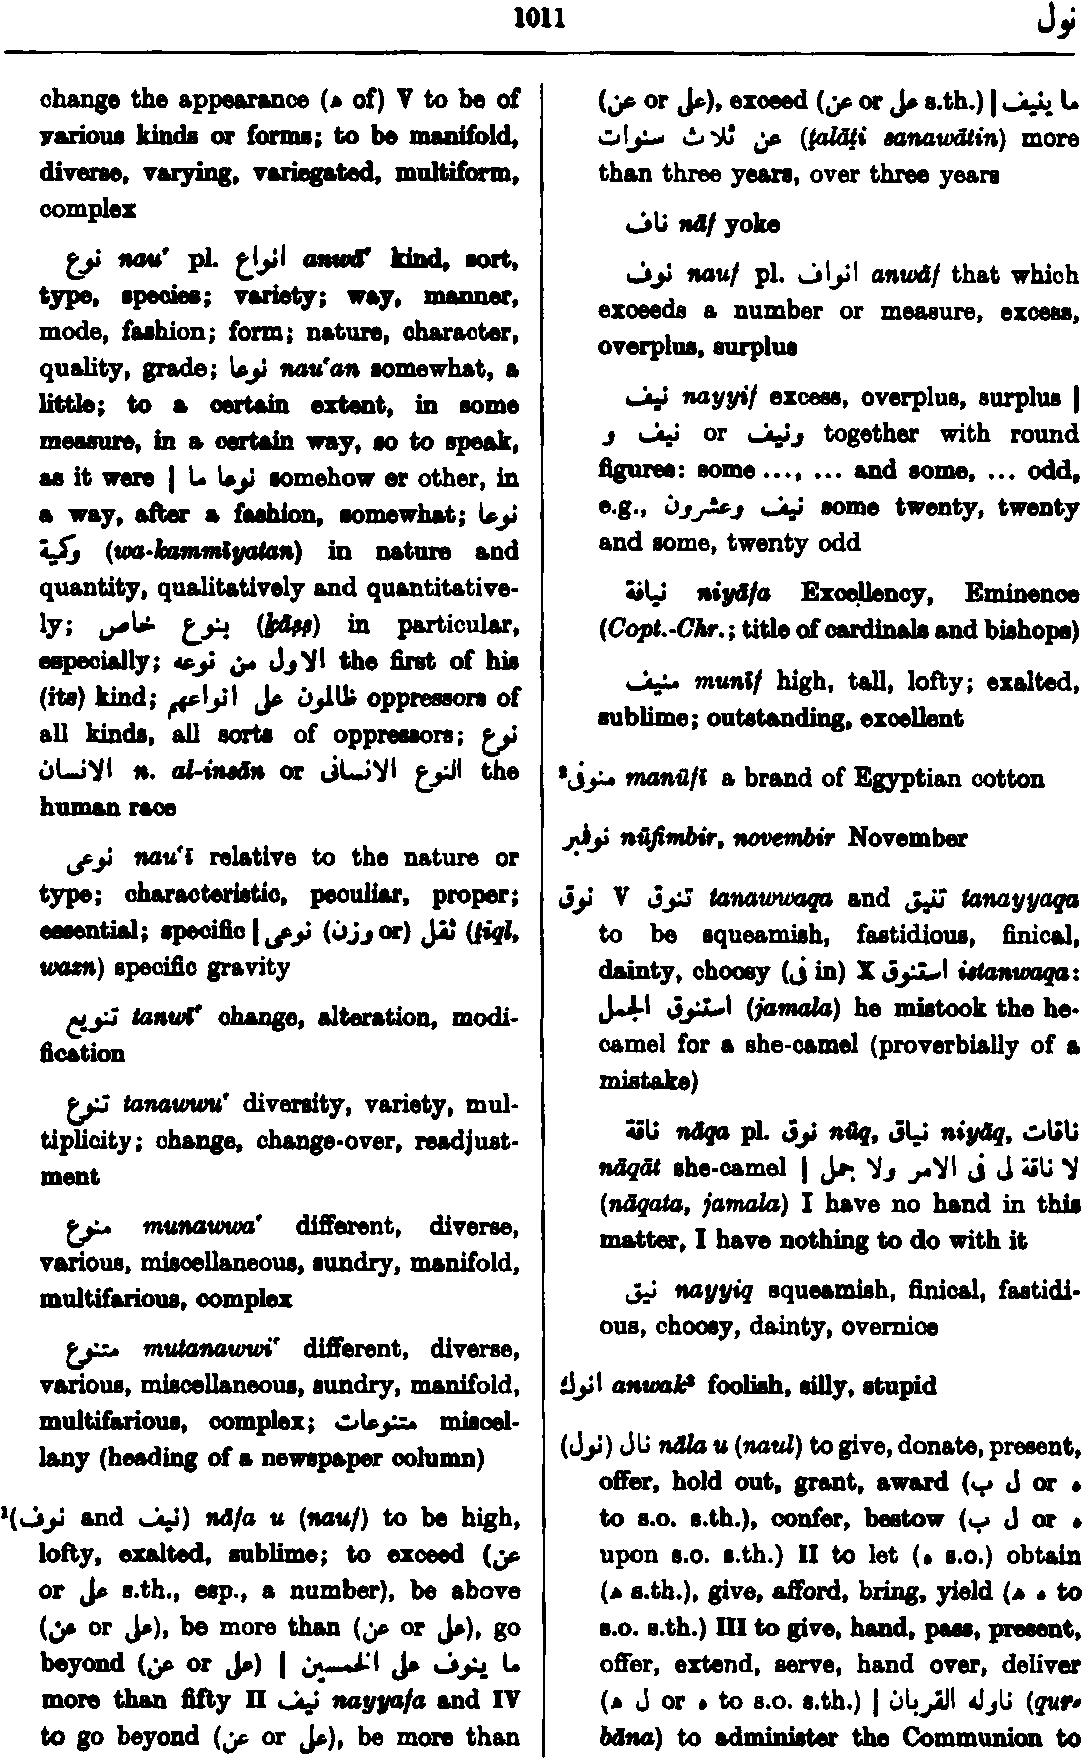 1011
نول
change the appearance (ه of) V to be of
various kinds or forms; to be manifold,
diverse, varying, variegated, multiform,
complex
نوع nau‘ pl. انواع anwā‘ kind, sort,
type, species; variety; way, manner,
mode, fashion; form; nature, character,
quality, grade; نوعا nau‘an somewhat, a
little; to a certain extent, in some
measure, in a certain way, so to speak,
as it were | نوعا ما somehow or other, in
a way, after a fashion, somewhat; نوعا
وكمية (wa-kammīyatan) in nature and
quantity, qualitatively and quantitative-
ly; بنوع خاص (ḵāṣṣ) in particular,
especially; الاول من نوعه the first of his
(its) kind; ظالمون على انواعهم oppressors of
all kinds, all sorts of oppressors; نوع
الانسان n. al-insān or النوع الانسانى the
human race
نوعى nau‘ī relative to the nature or
type; characteristic, peculiar, proper;
essential; specific | نوعى (وزن or) ثقل (ṯiql,
wazn) specific gravity
تنويع tanwī‘ change, alteration, modi-
fication
تنوع tanawwu‘ diversity, variety, mul-
tiplicity; change, change-over, readjust-
ment
منوع munawwa‘ different, diverse,
various, miscellaneous, sundry, manifold,
multifarious, complex
متنوع mutanawwi‘ different, diverse,
various, miscellaneous, sundry, manifold,
multifarious, complex; متنوعات miscel-
lany (heading of a newspaper column)
¹(نوف and نيف) nāfa u (nauf) to be high,
lofty, exalted, sublime; to exceed (عن
or على s.th., esp., a number), be above
(عن or على), be more than (عن or على), go
beyond (عن or على) | ما ينوف على الخمسين
more than fifty II نيف nayyafa and IV
to go beyond (عن or على), be more than
(عن or على), exceed (عن or على s.th.) | ما ينيف
عن ثلاث سنوات (ṯalāṯi sanawātin) more
than three years, over three years
ناف nāf yoke
نوف nauf pl. انواف anwāf that which
exceeds a number or measure, excess,
overplus, surplus
نيف nayyif excess, overplus, surplus |
نيف و or ونيف together with round
figures: some ..., ... and some, ... odd,
e.g., نيف وعشرون some twenty, twenty
and some, twenty odd
نيافة niyāfa Excellency, Eminence
(Copt.-Chr.; title of cardinals and bishops)
منيف munīf high, tall, lofty; exalted,
sublime; outstanding, excellent
²منوفى manūfī a brand of Egyptian cotton
نوفمبر nūfimbir, novembir November
نوق V تنوق tanawwaqa and تنيق tanayyaqa
to be squeamish, fastidious, finical,
dainty, choosy (فى in) X استنوق istanwaqa:
استنوق الجمل (jamala) he mistook the he-
camel for a she-camel (proverbially of a
mistake)
ناقة nāqa pl. نوق nūq, نياق niyāq, ناقات
nāqāt she-camel | لا ناقة لى فى الامر ولا جمل
(nāqata, jamala) I have no hand in this
matter, I have nothing to do with it
نيق nayyiq squeamish, finical, fastidi-
ous, choosy, dainty, overnice
انوك anwak² foolish, silly, stupid
(نول) نال nāla u (naul) to give, donate, present,
offer, hold out, grant, award (ل ب or ه
to s.o. s.th.), confer, bestow (ل ب or ه
upon s.o. s.th.) II to let (ه s.o.) obtain
(ه s.th.), give, afford, bring, yield (ه ه to
s.o. s.th.) III to give, hand, pass, present,
offer, extend, serve, hand over, deliver
(ل ه or ه to s.o. s.th.) | ناوله القربان (qur-
bāna) to administer the Communion to